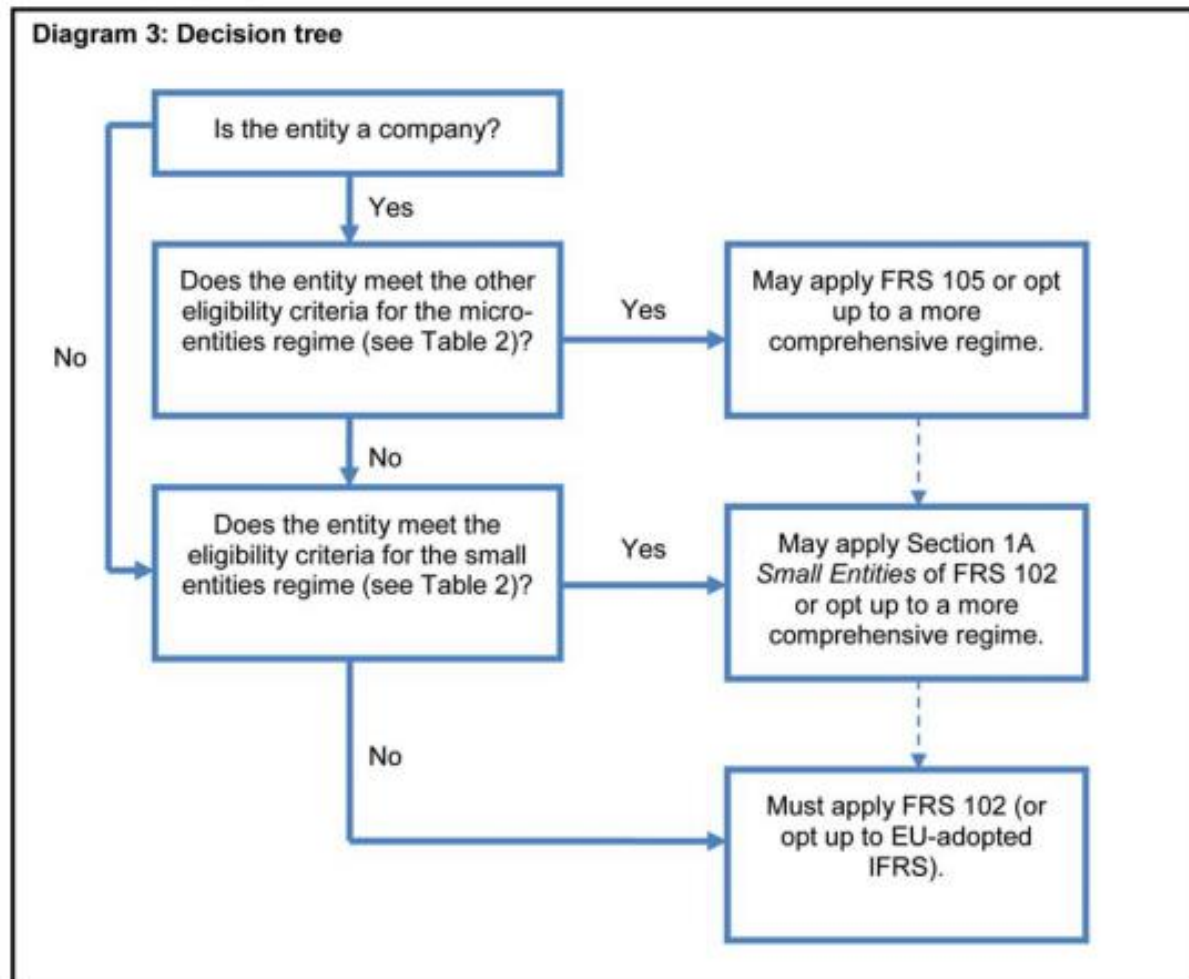 Diagram 3: Decision tree
Is the entity a company?
Yes
Does the entity meet the other
eligibility criteria for the micro-
entities regime (see Table 2)?
Yes
May apply FRS 105 or opt
up to a more
comprehensive regime.
No
No
Does the entity meet the
eligibility criteria for the small
entities regime (see Table 2)?
Yes
May apply Section 1A
Small Entities of FRS 102
or opt up to a more
comprehensive regime.
No
Must apply FRS 102 (or
opt up to EU-adopted
IFRS).